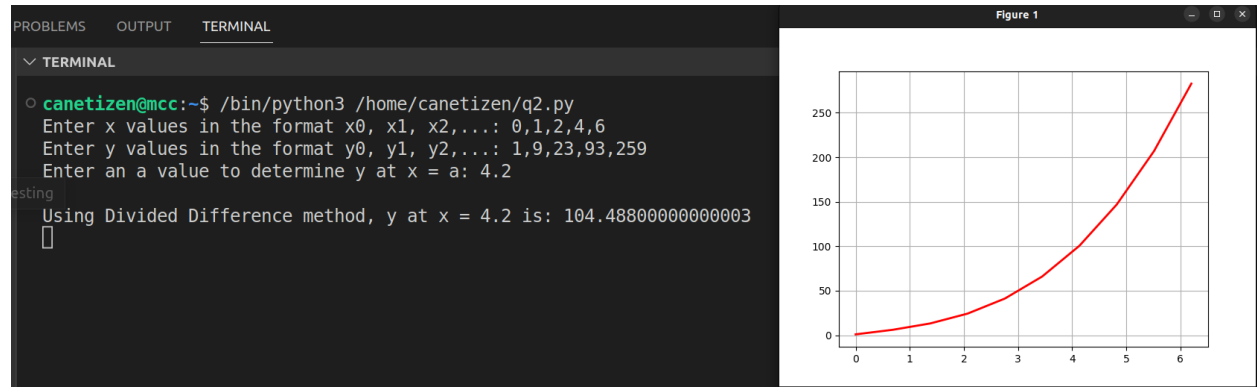 PROBLEMS OUTPUT TERMINAL
TERMINAL
canetizen@mcc:~$ /bin/python3 /home/canetizen/q2.py
Enter x values in the format x0, x1, x2,...: 0,1,2,4,6
Enter y values in the format y0, y1, y2,...: 1,9,23,93,259
Enter an a value to determine y at x = a: 4.2
esting
Using Divided Difference method, y at x = 4.2 is: 104.48800000000003
Figure 1
250
200
150
100
50
0
0 1 2 3 4 5 6